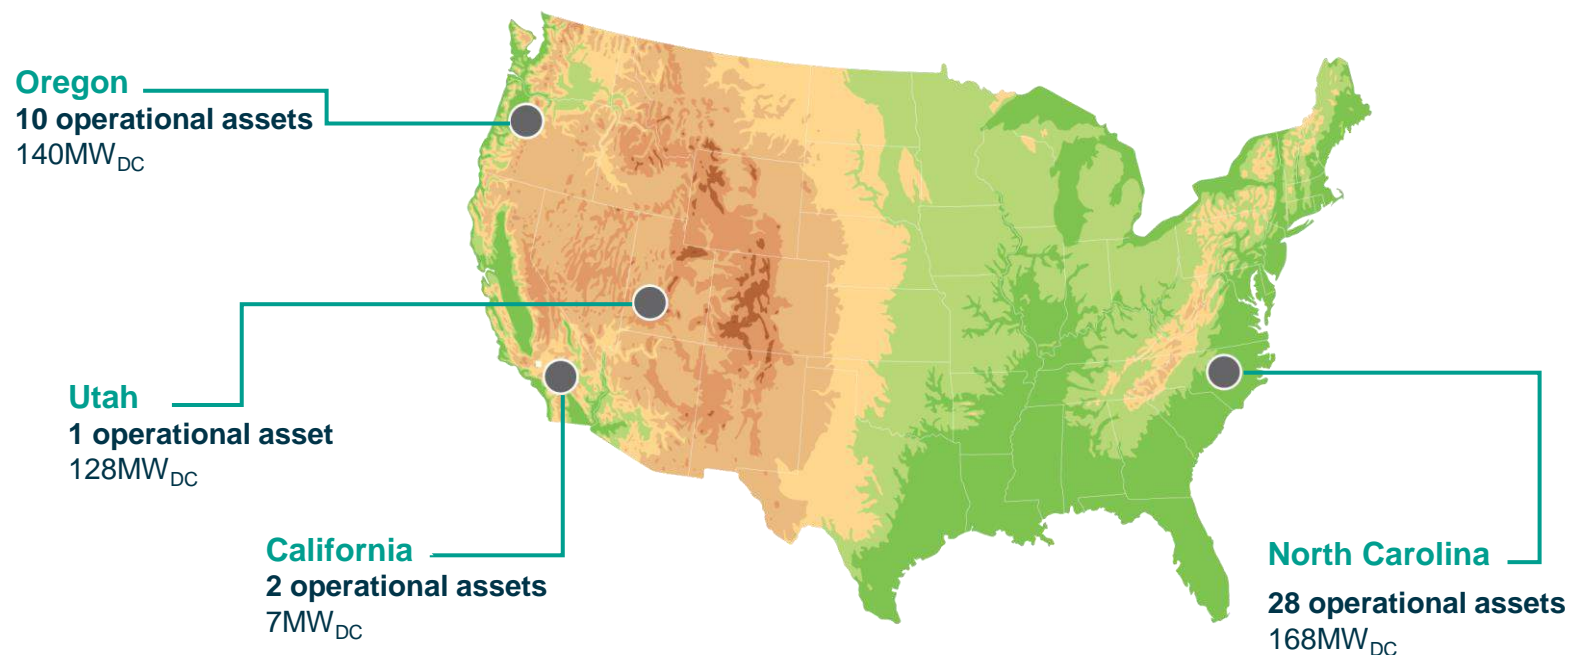 Oregon
10 operational assets
140MWDC
Utah
1 operational asset
128MWDC
California
2 operational assets
7MWDC
North Carolina
28 operational assets
168MWDC